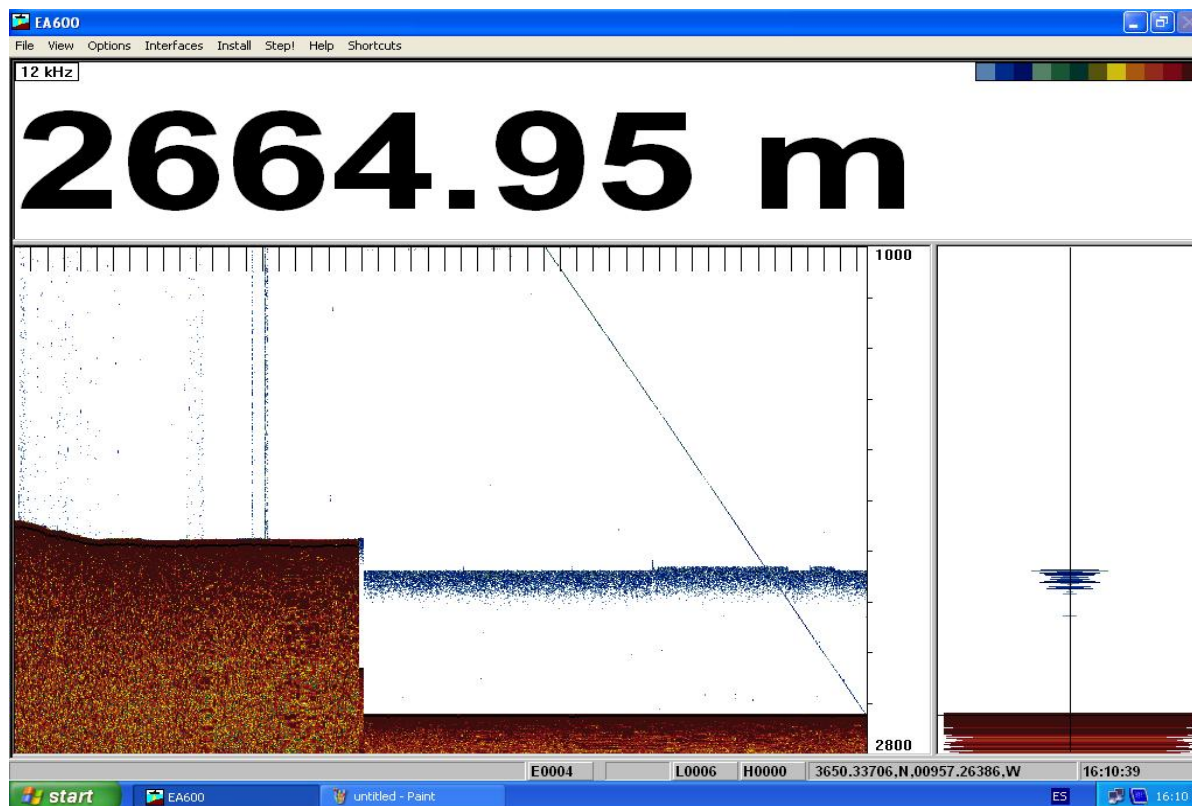 EA600
File View Options Interfaces Install Step! Help Shortcuts
12 kHz
2664.95 m
1000
2800
E0004 L0006 H0000 3650.33706,N,00957.26386,W 16:10:39
start EA600 untitled - Paint ES 16:10